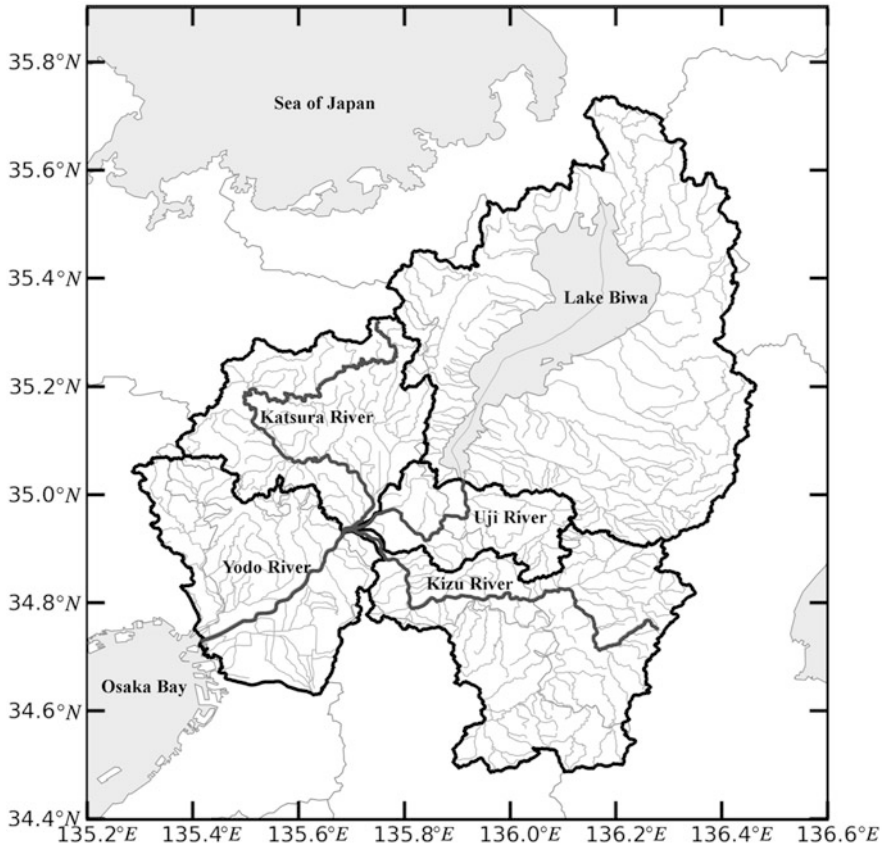 35.8°N
Sea of Japan
35.6°N
35.4°N
Lake Biwa
35.2°N
Katsura River
35.0°N
Uji River
Yodo River
Kizu River
34.8°N
Osaka Bay
34.6°N
34.4°N
135.2°E 135.4°E 135.6°E 135.8°E 136.0°E 136.2°E 136.4°E 136.6°E